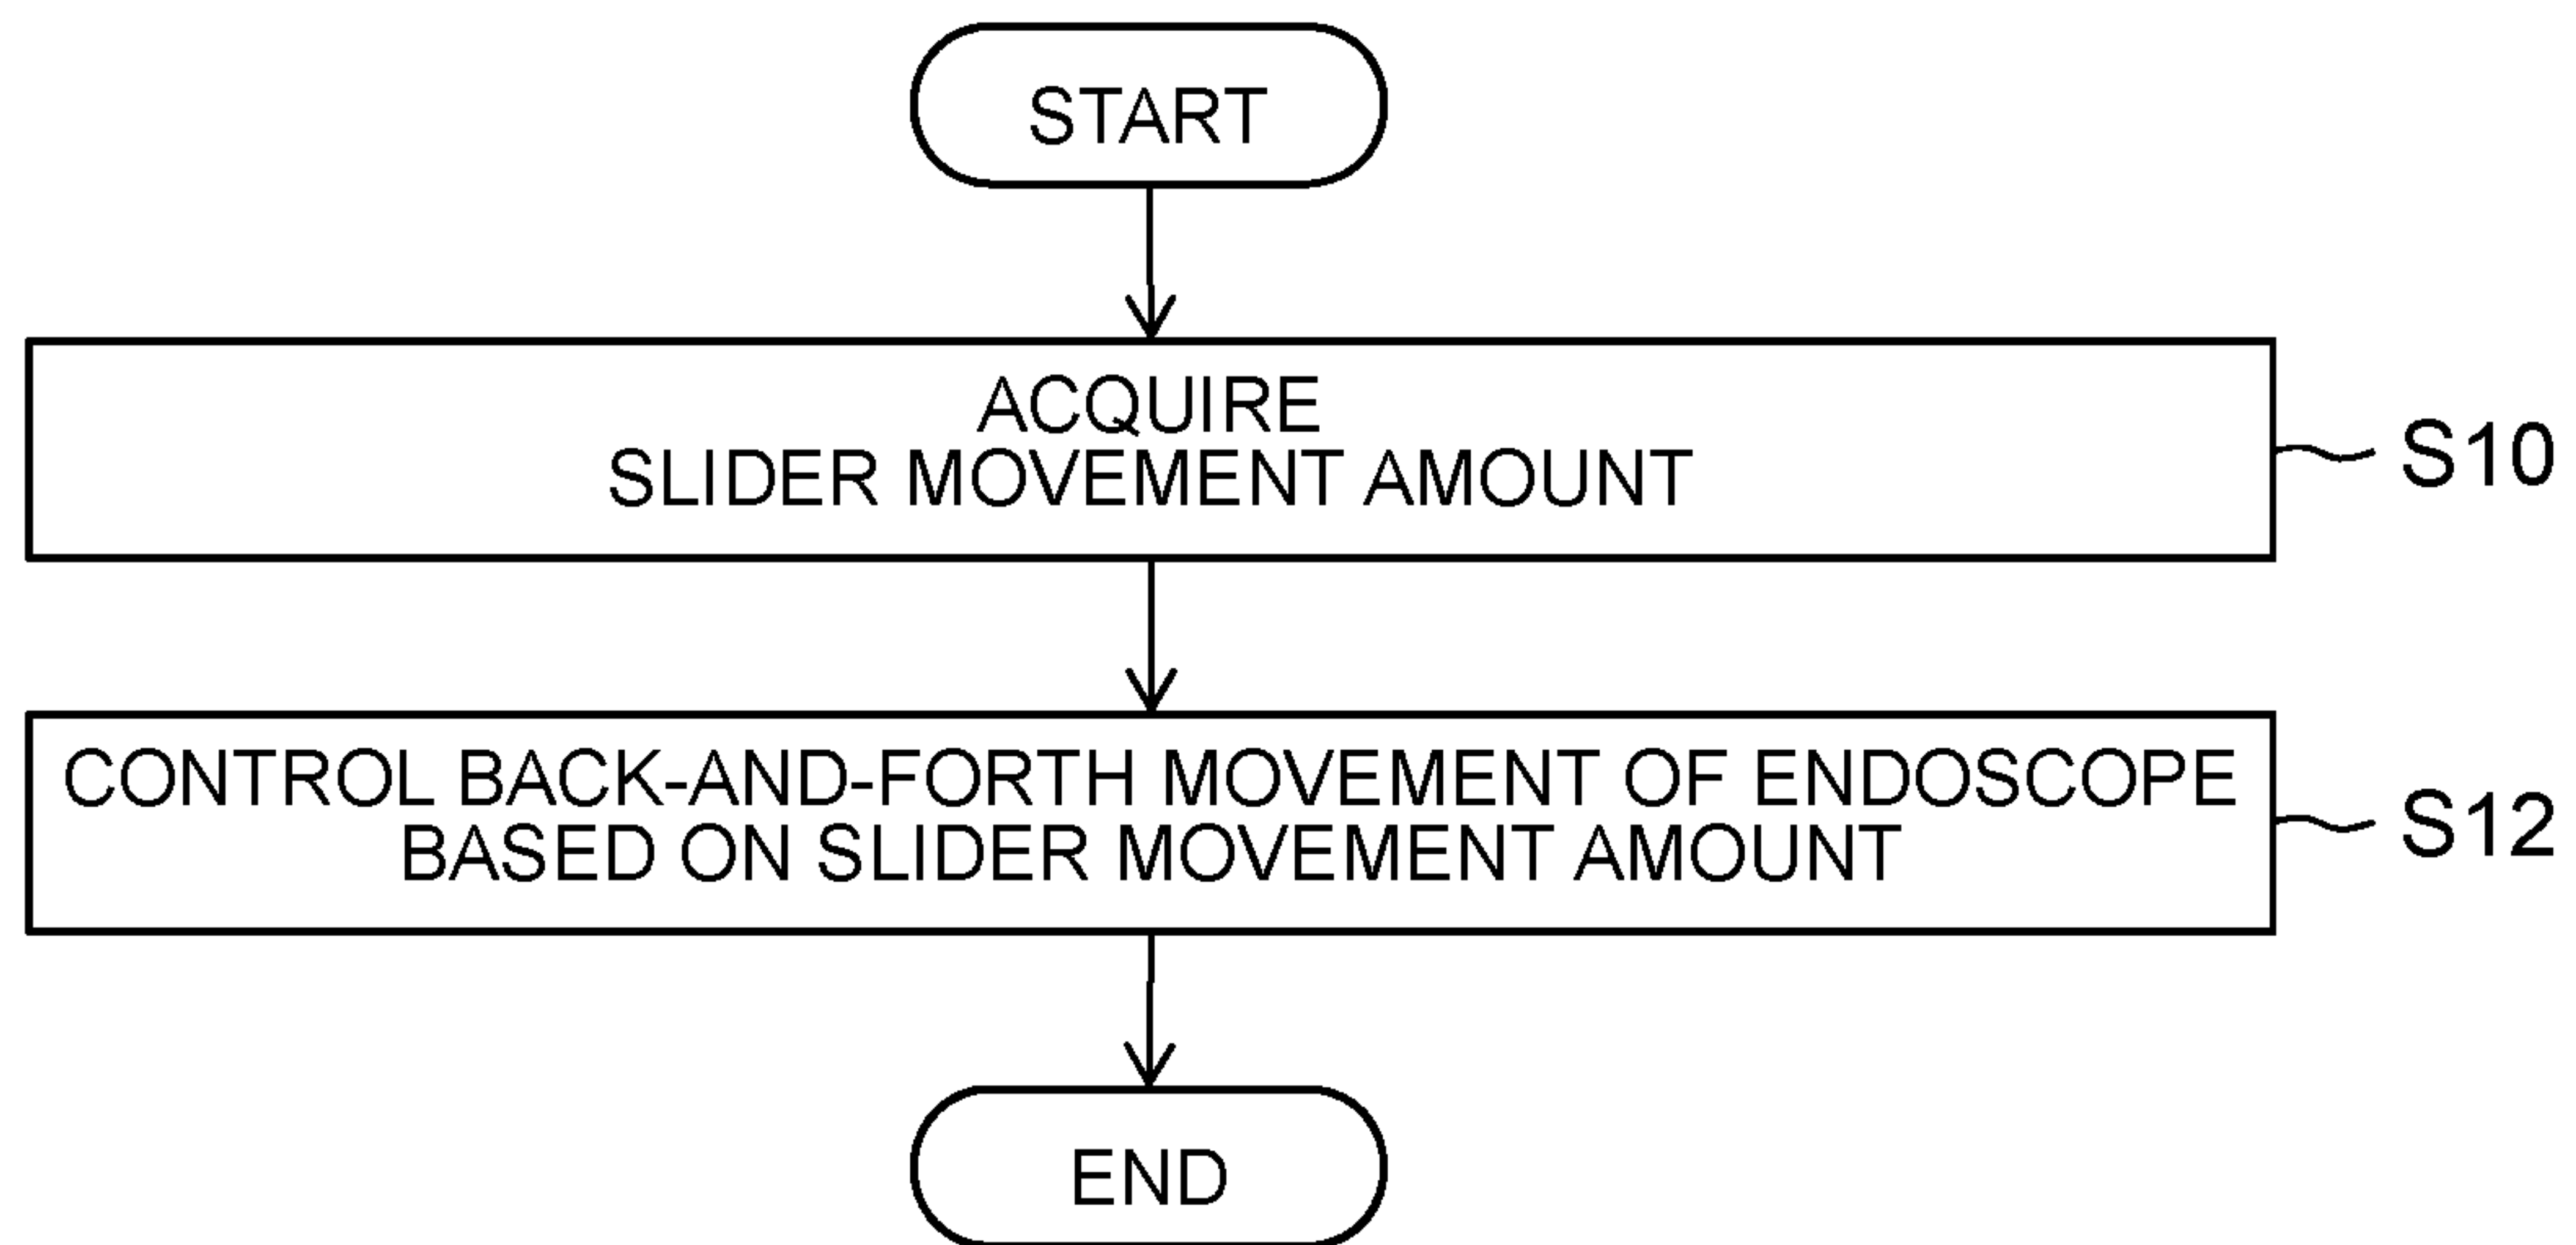 START
ACQUIRE
SLIDER MOVEMENT AMOUNT
S10
CONTROL BACK-AND-FORTH MOVEMENT OF ENDOSCOPE
BASED ON SLIDER MOVEMENT AMOUNT
S12
END